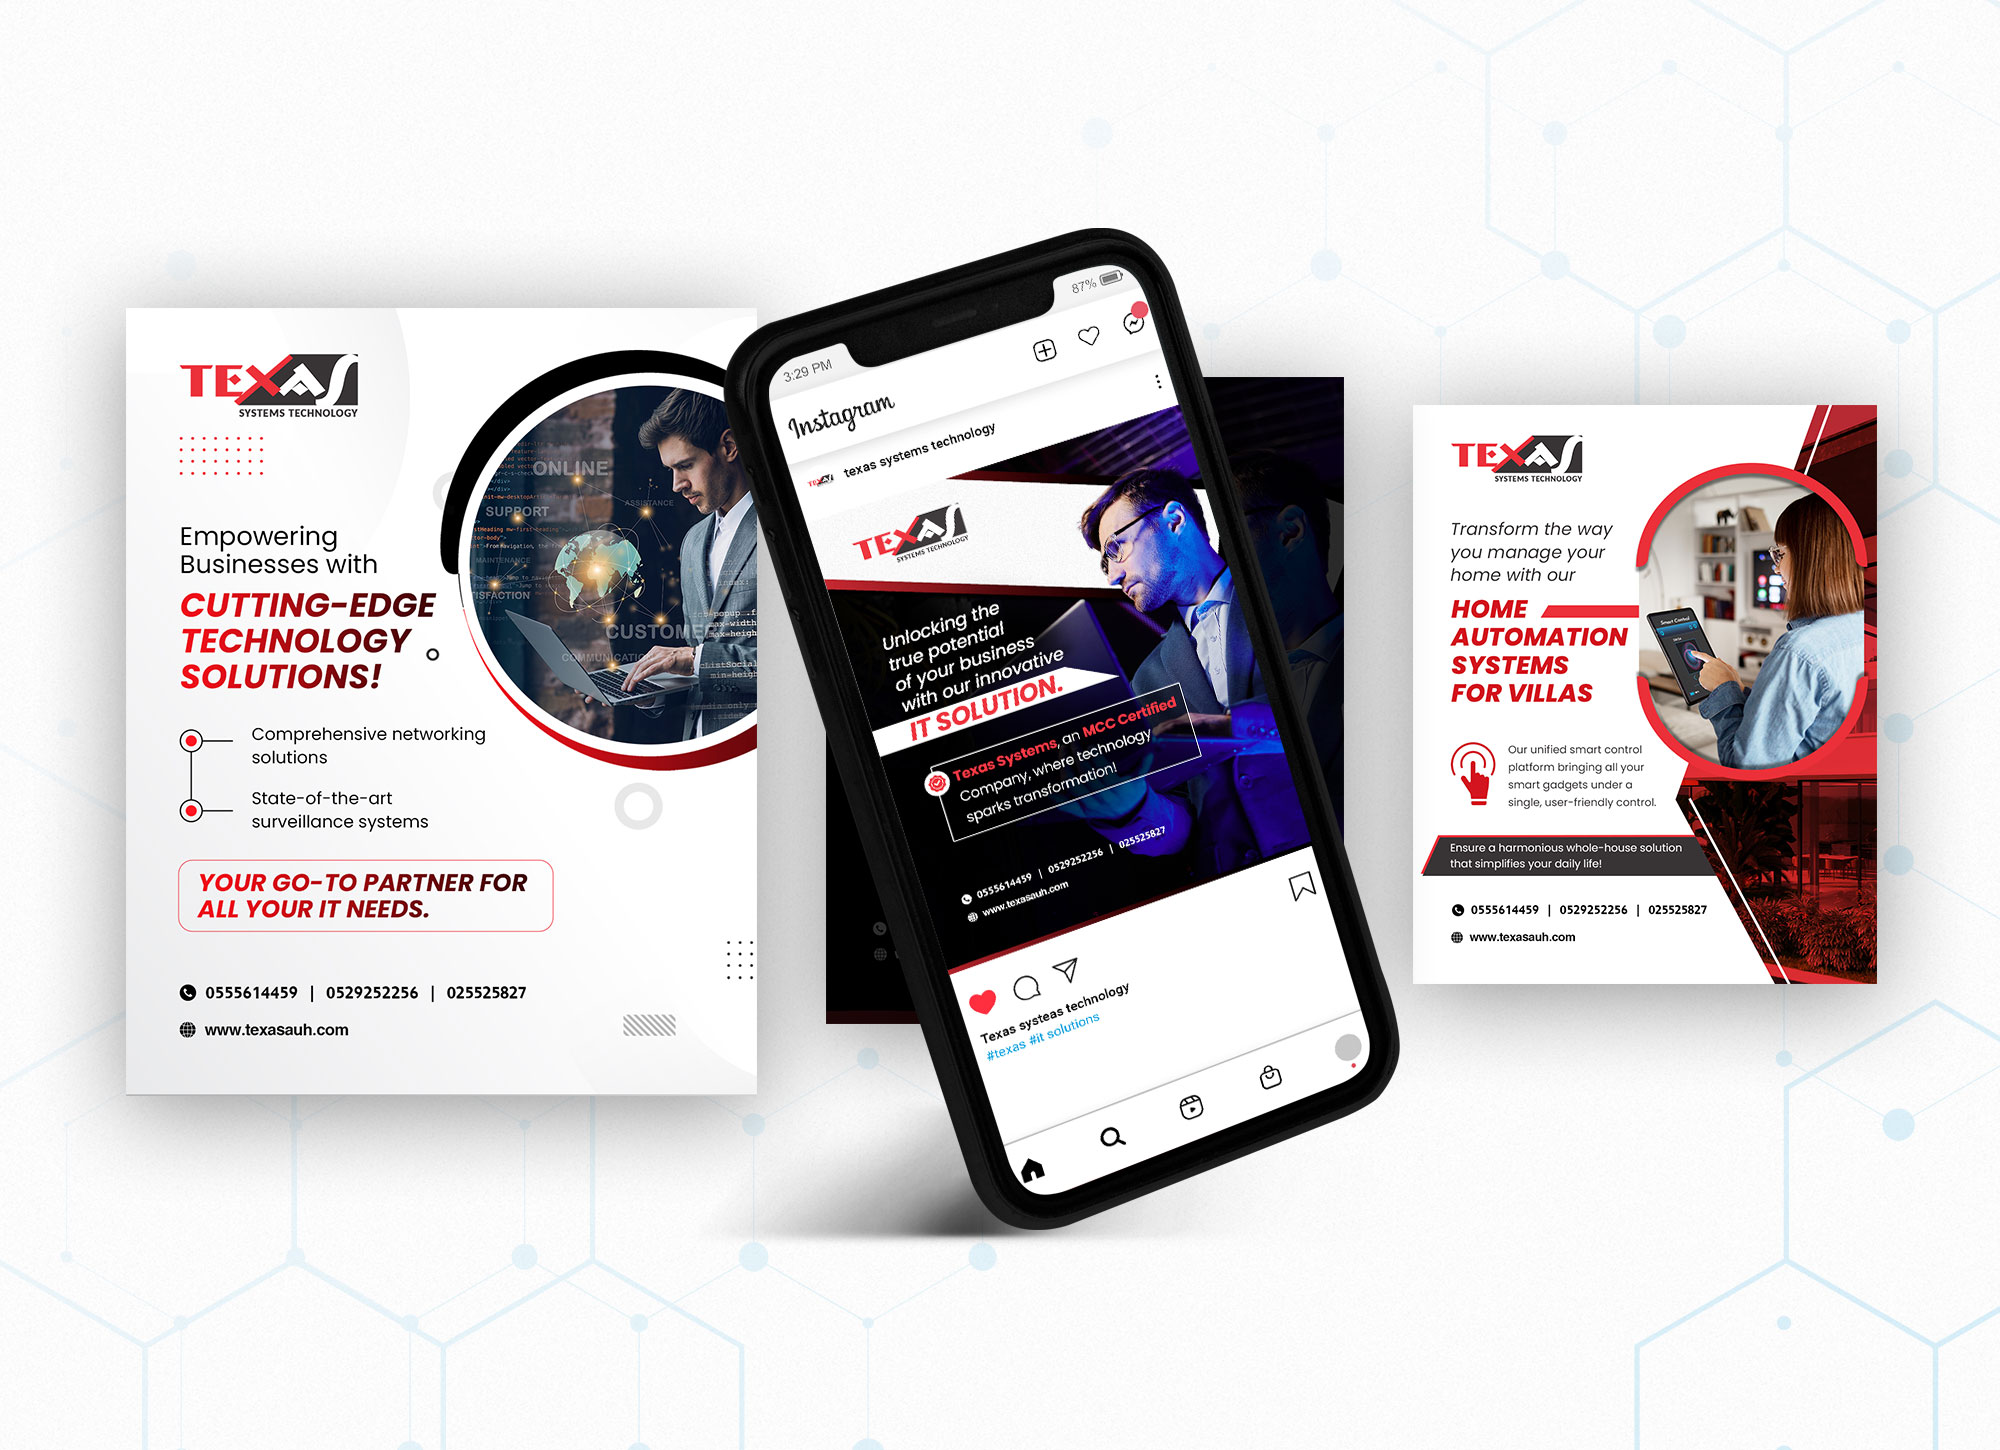 TEXAS
SYSTEMS TECHNOLOGY
Empowering
Businesses with
CUTTING-EDGE
TECHNOLOGY
SOLUTIONS!
Comprehensive networking
solutions
State-of-the-art
surveillance systems
YOUR GO-TO PARTNER FOR
ALL YOUR IT NEEDS.
0555614459 | 0529252256 | 025525827
www.texasauh.com
ONLINE
ASSISTANCE
SUPPORT
MAINTENANCE
CUSTOMER
3:29 PM
87%
Instagram
texas systems technology
TEXAS
SYSTEMS TECHNOLOGY
Unlocking the
true potential
of your business
with our innovative
IT SOLUTION.
Texas Systems, an MCC Certified
Company, where technology
sparks transformation!
0555614459 | 0529252256 | 025525827
www.texasauh.com
Texas systeas technology
#texas #it solutions
TEXAS
SYSTEMS TECHNOLOGY
Transform the way
you manage your
home with our
HOME
AUTOMATION
SYSTEMS
FOR VILLAS
Smart Control
Our unified smart control
platform bringing all your
smart gadgets under a
single, user-friendly control.
Ensure a harmonious whole-house solution
that simplifies your daily life!
0555614459 | 0529252256 | 025525827
www.texasauh.com